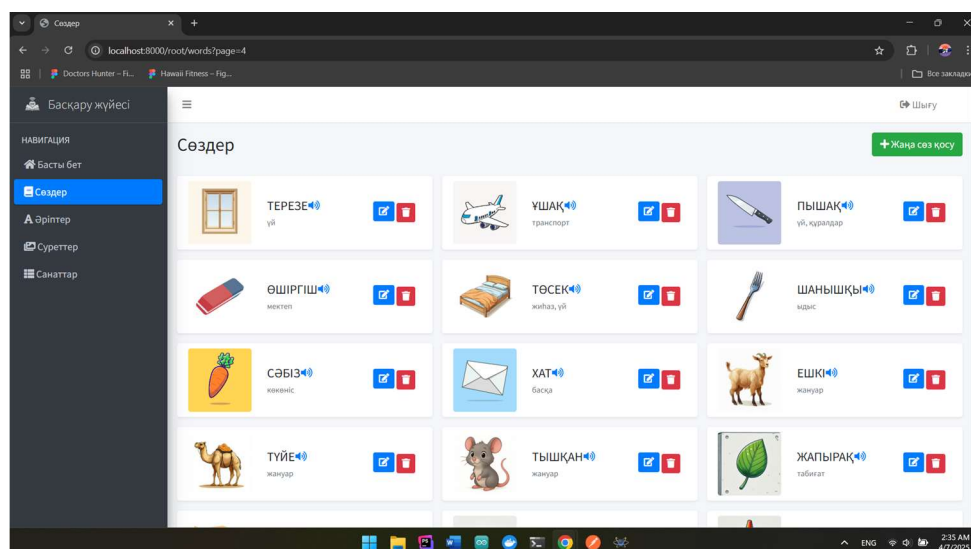 Сөздер
localhost:8000/root/words?page=4
Doctors Hunter – Fi... Hawaii Fitness – Fig...
Все закладки
Басқару жүйесі
Шығу
НАВИГАЦИЯ
Басты бет
Сөздер
Әріптер
Суреттер
Санаттар
Сөздер
Жаңа сөз қосу
ТЕРЕЗЕ
үй
ҰШАҚ
транспорт
ПЫШАҚ
үй, құралдар
ӨШІРГІШ
мектеп
ТӨСЕК
жиһаз, үй
ШАНЫШҚЫ
ыдыс
СӘБІЗ
көкөніс
ХАТ
басқа
ЕШКІ
жануар
ТҮЙЕ
жануар
ТЫШҚАН
жануар
ЖАПЫРАҚ
табиғат
ENG
2:35 AM
4/7/2025